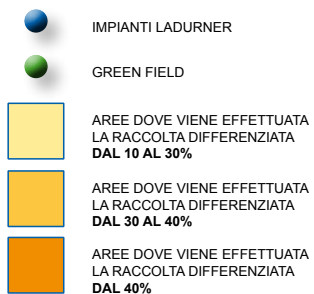 IMPIANTI LADURNER
GREEN FIELD
AREE DOVE VIENE EFFETTUATA
LA RACCOLTA DIFFERENZIATA
DAL 10 AL 30%
AREE DOVE VIENE EFFETTUATA
LA RACCOLTA DIFFERENZIATA
DAL 30 AL 40%
AREE DOVE VIENE EFFETTUATA
LA RACCOLTA DIFFERENZIATA
DAL 40%